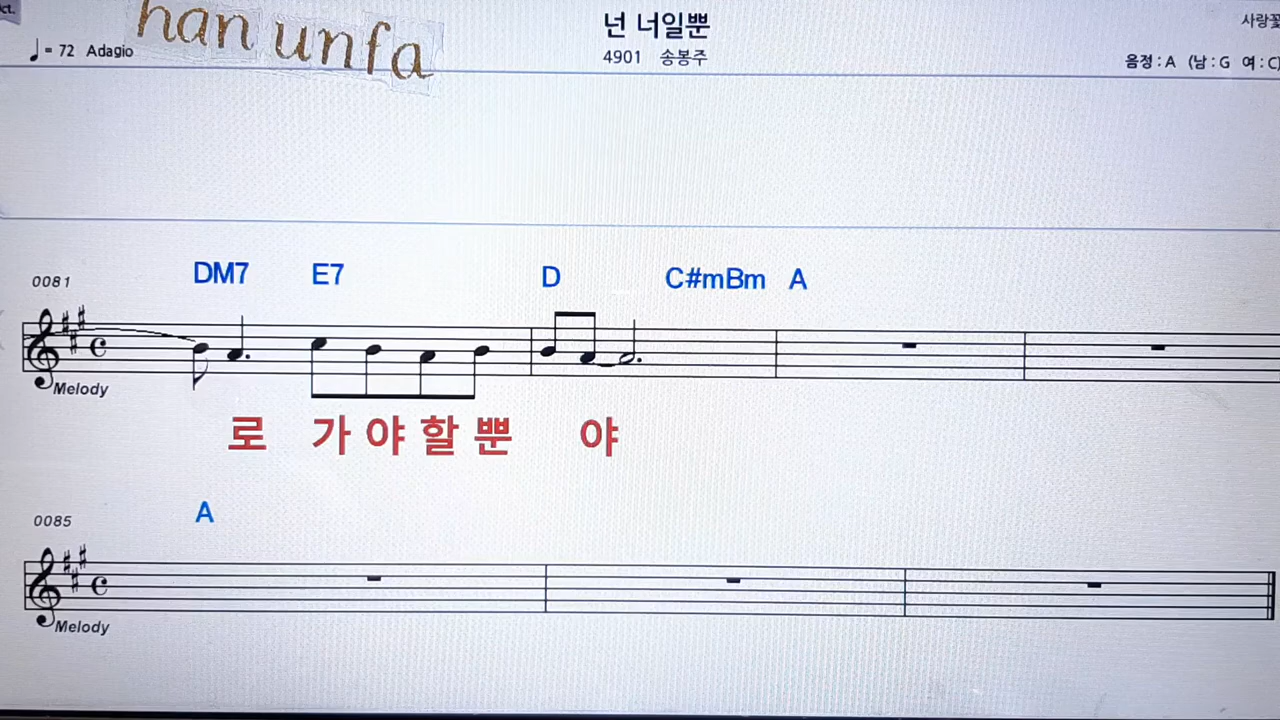 ct.
han unfa
넌 너일뿐
사랑꽃
= 72 Adagio
4901 송봉주
음정 : A (남 : G 여 : C)
0081 DM7 E7 D C#mBm A
Melody
로 가 야 할 뿐 야
0085 A
Melody